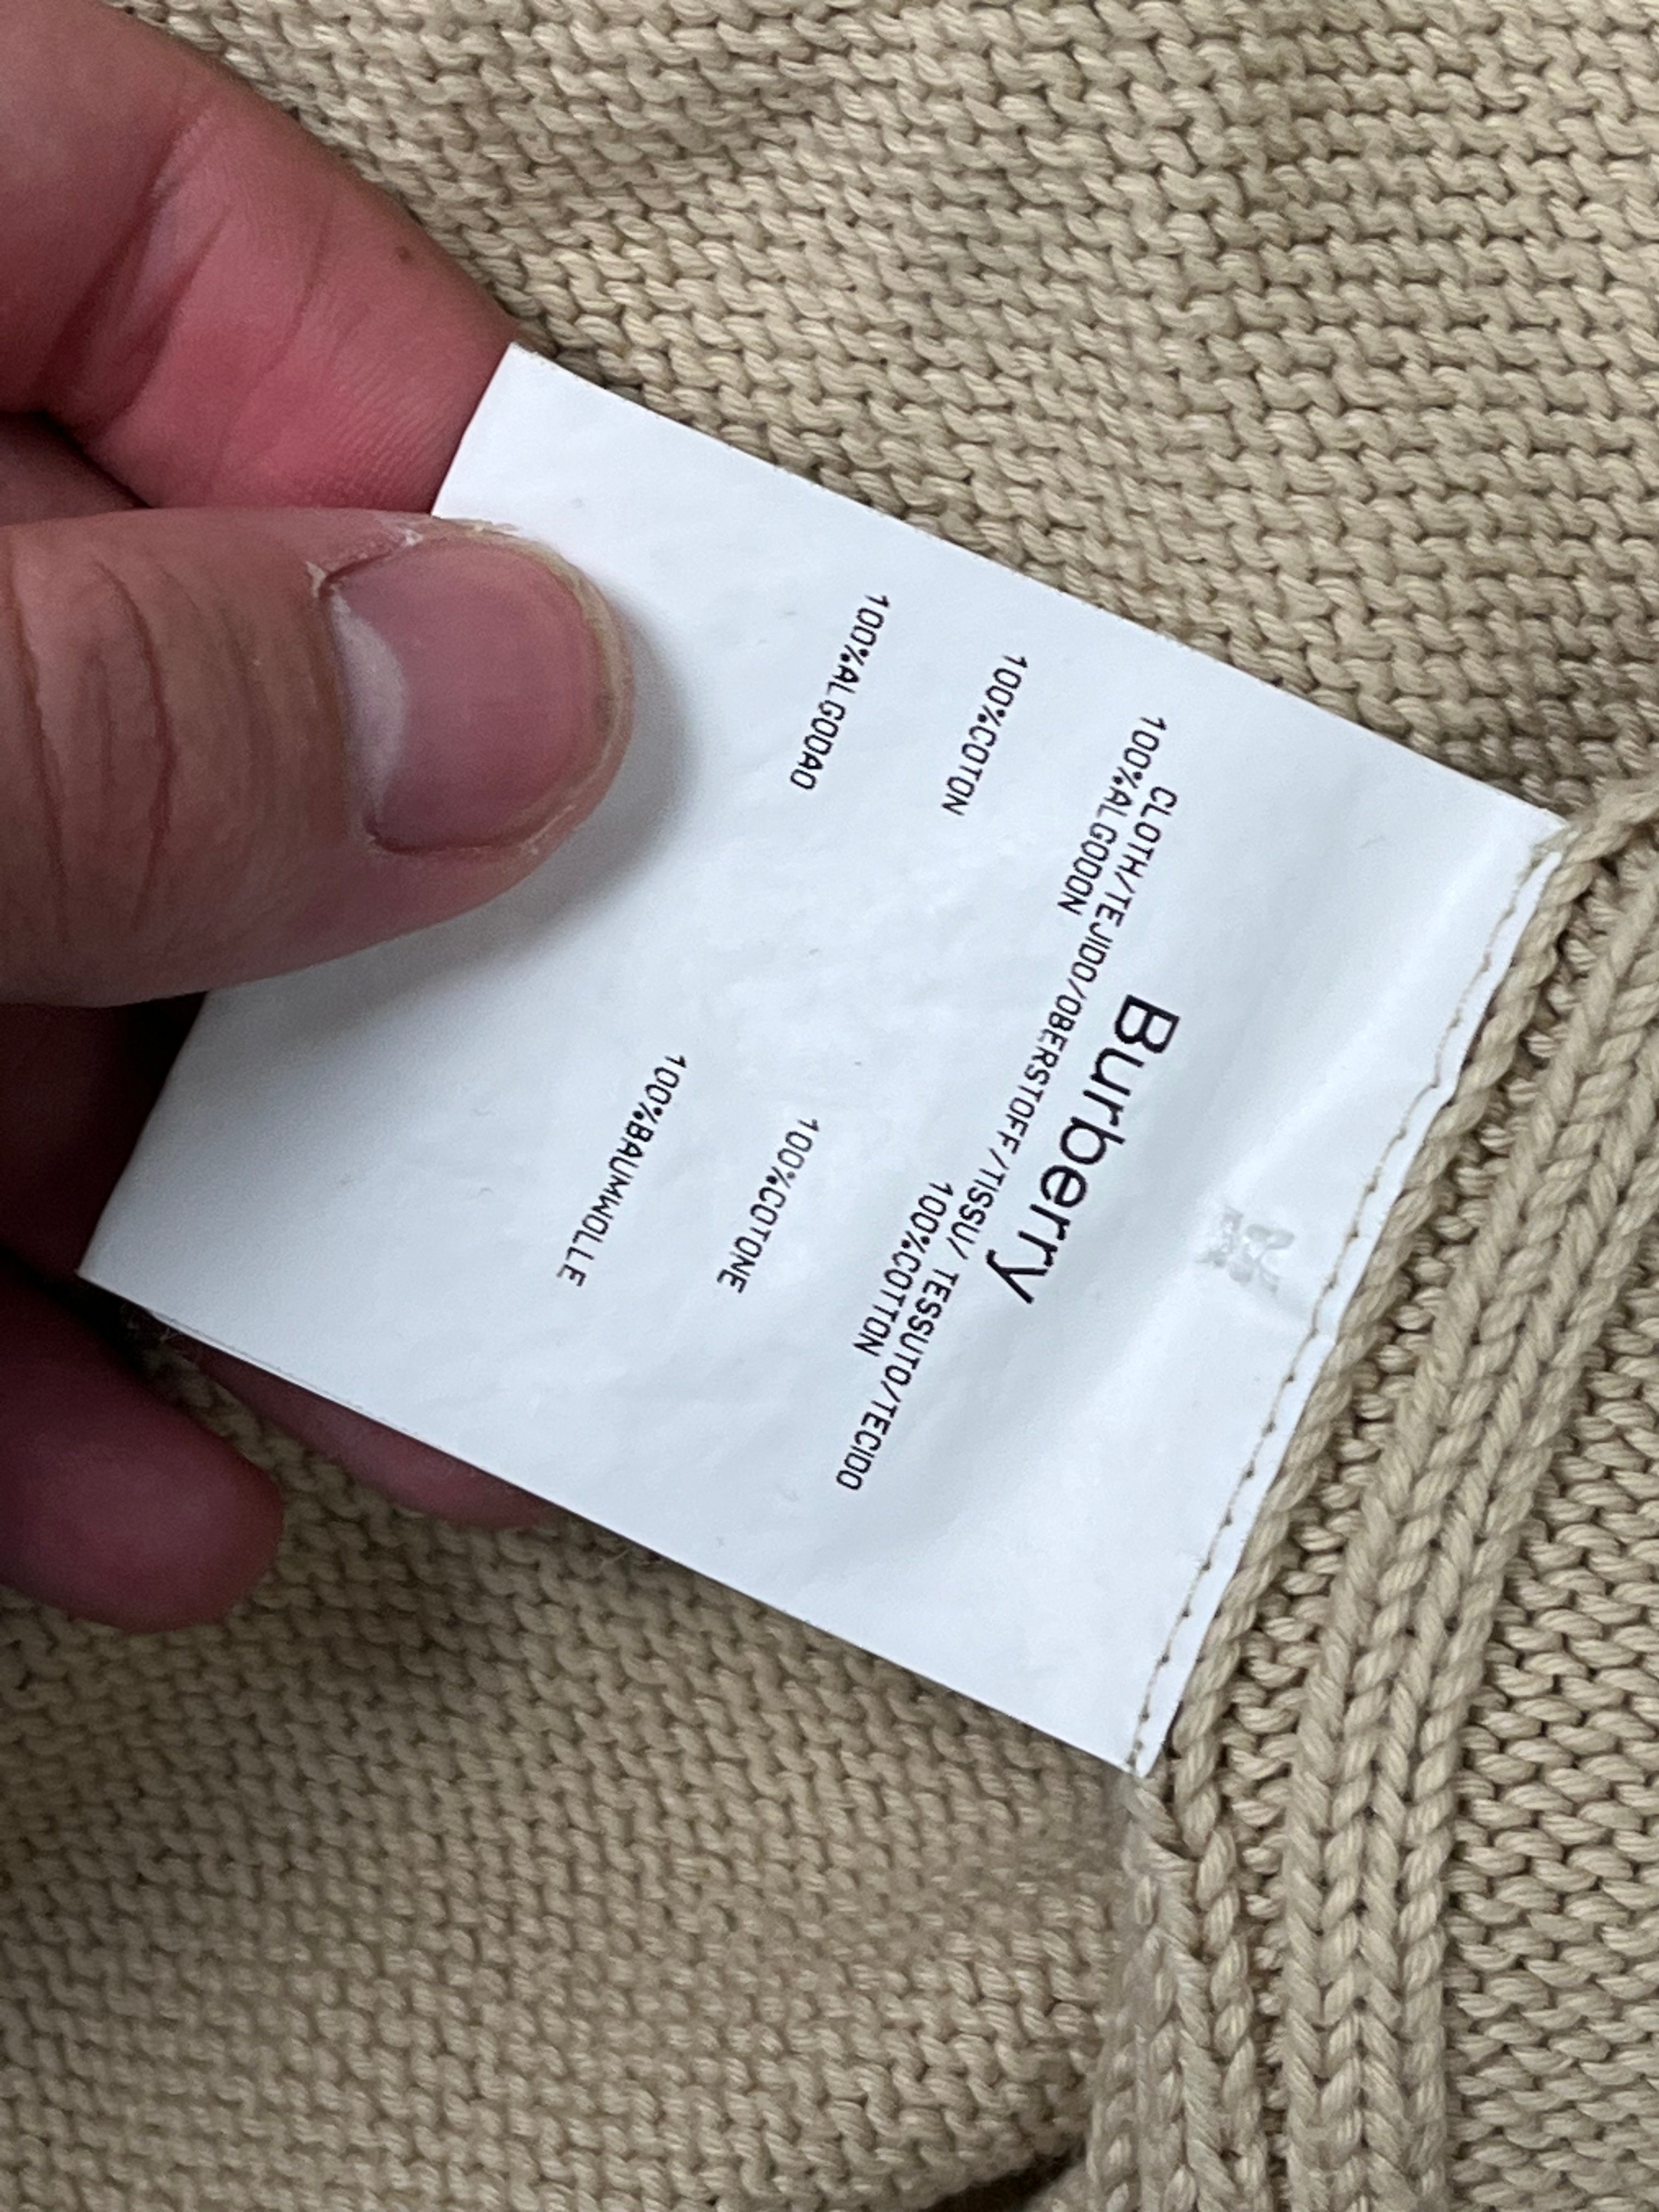 Burberry
CLOTH/TEJIDO/OBERSTOFF/TISSU/ TESSUTO/TECIDO
100%ALGODON 100%COTTON
100%COTON 100%COTONE
100%ALGODAO 100%BAUMWOLLE